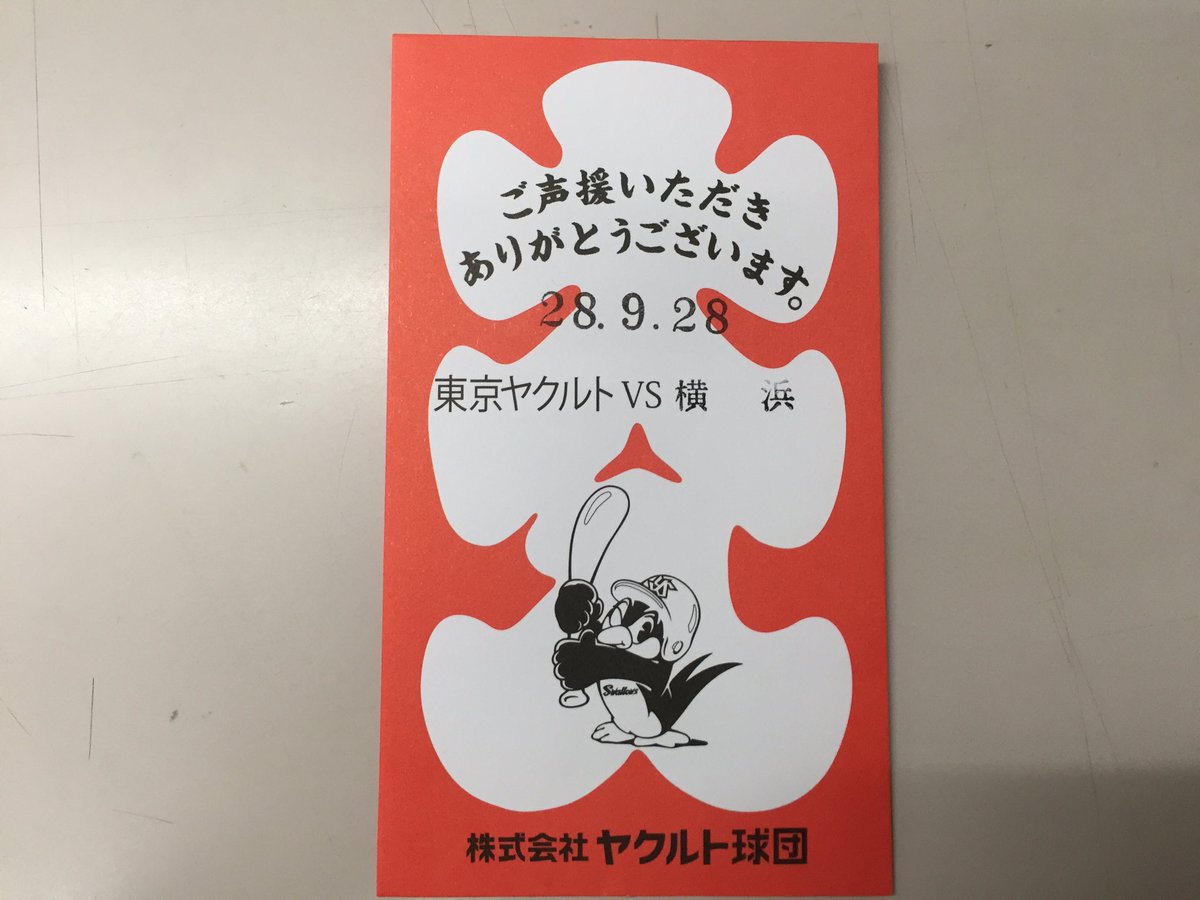 ご声援いただき
ありがとうございます。
28.9.28
東京ヤクルト VS 横 浜
Swallows
株式会社 ヤクルト球団